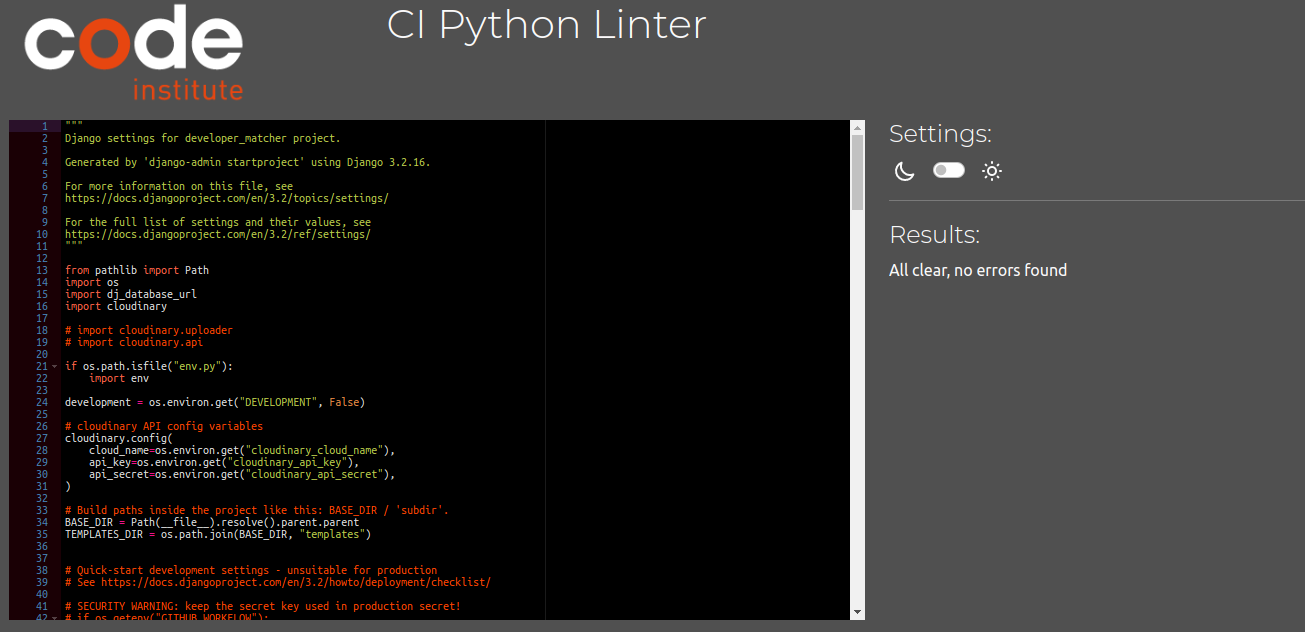 code
institute
CI Python Linter
1 """
2 Django settings for developer_matcher project.
3
4 Generated by 'django-admin startproject' using Django 3.2.16.
5
6 For more information on this file, see
7 https://docs.djangoproject.com/en/3.2/topics/settings/
8
9 For the full list of settings and their values, see
10 https://docs.djangoproject.com/en/3.2/ref/settings/
11 """
12
13 from pathlib import Path
14 import os
15 import dj_database_url
16 import cloudinary
17
18 # import cloudinary.uploader
19 # import cloudinary.api
20
21 if os.path.isfile("env.py"):
22     import env
23
24 development = os.environ.get("DEVELOPMENT", False)
25
26 # cloudinary API config variables
27 cloudinary.config(
28     cloud_name=os.environ.get("cloudinary_cloud_name"),
29     api_key=os.environ.get("cloudinary_api_key"),
30     api_secret=os.environ.get("cloudinary_api_secret"),
31 )
32
33 # Build paths inside the project like this: BASE_DIR / 'subdir'.
34 BASE_DIR = Path(__file__).resolve().parent.parent
35 TEMPLATES_DIR = os.path.join(BASE_DIR, "templates")
36
37
38 # Quick-start development settings - unsuitable for production
39 # See https://docs.djangoproject.com/en/3.2/howto/deployment/checklist/
40
41 # SECURITY WARNING: keep the secret key used in production secret!
42 # if os.getenv("GITHUB_WORKFLOW"):
Settings:
Results:
All clear, no errors found